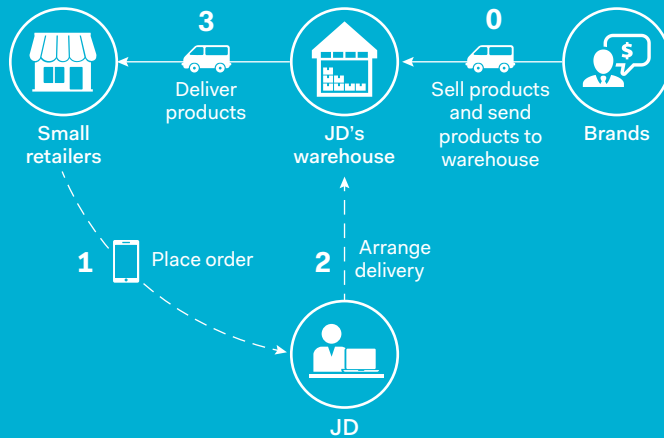 3
0
$
Deliver
products
Sell products
and send
products to
warehouse
Small
retailers
JD's
warehouse
Brands
1
Place order
2
Arrange
delivery
JD